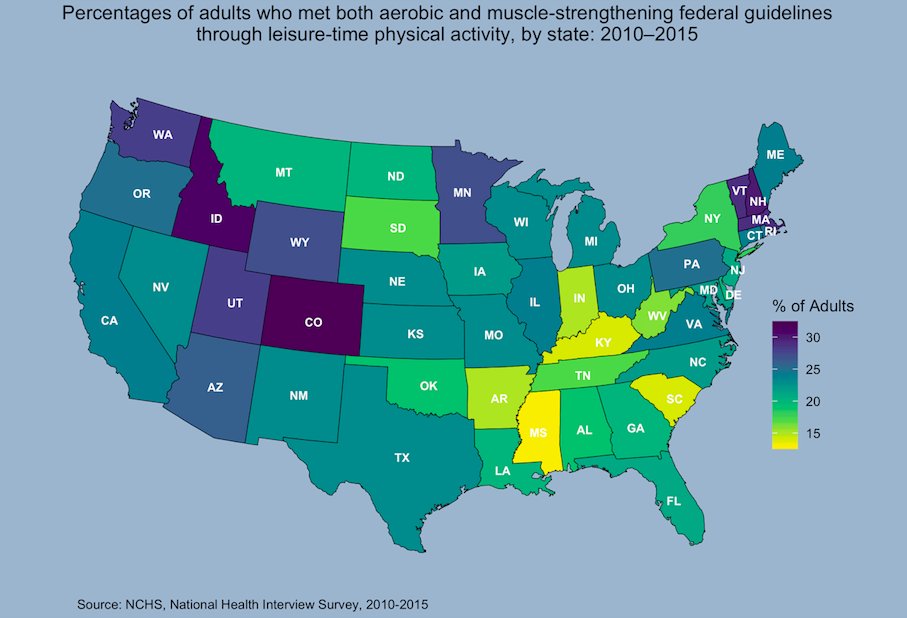 Percentages of adults who met both aerobic and muscle-strengthening federal guidelines
through leisure-time physical activity, by state: 2010–2015
WA
MT
ND
MN
ME
OR
ID
WY
SD
WI
MI
NY
VT
NH
MA
CT
RI
NV
UT
CO
NE
IA
IL
IN
OH
PA
NJ
MD
DE
CA
KS
MO
KY
WV
VA
AZ
NM
OK
AR
TN
NC
SC
TX
LA
MS
AL
GA
FL
% of Adults
30
25
20
15
Source: NCHS, National Health Interview Survey, 2010-2015